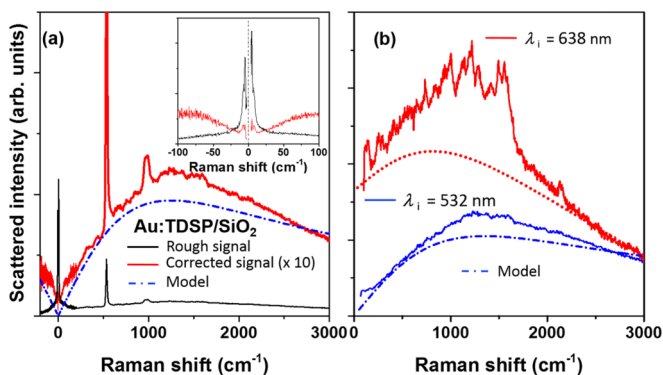 (a)
Scattered intensity (arb. units)
-100 -50 0 50 100
Raman shift (cm-1)
Au:TDSP/SiO2
Rough signal
Corrected signal (x 10)
Model
0 1000 2000 3000
Raman shift (cm-1)
(b)
λ i = 638 nm
λ i = 532 nm
Model
0 1000 2000 3000
Raman shift (cm-1)